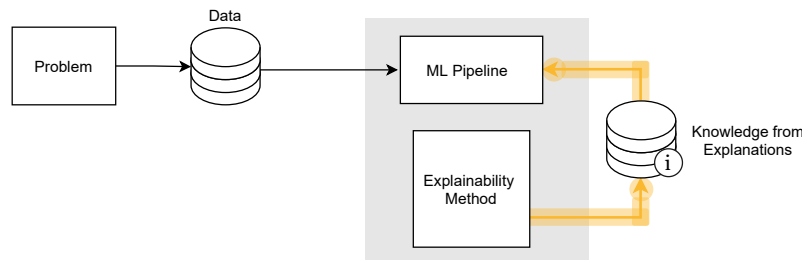 Data
Problem
ML Pipeline
Knowledge from
Explanations
i
Explainability
Method